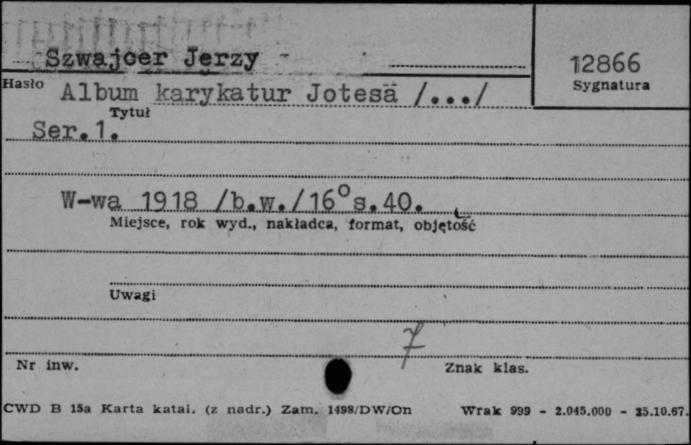 Szwajcer Jerzy -
12866
Sygnatura
Hasło
Album karykatur Jotesa /.../
Tytuł
Ser.1.
W-wa 1918 /b.w./16° s.40.
Miejsce, rok wyd., nakładca, format, objętość
Uwagi
7
Nr inw.
Znak klas.
CWD B 15a Karta katal. (z nadr.) Zam. 1498/DW/On
Wrak 999 - 2.045.000 - 25.10.67.